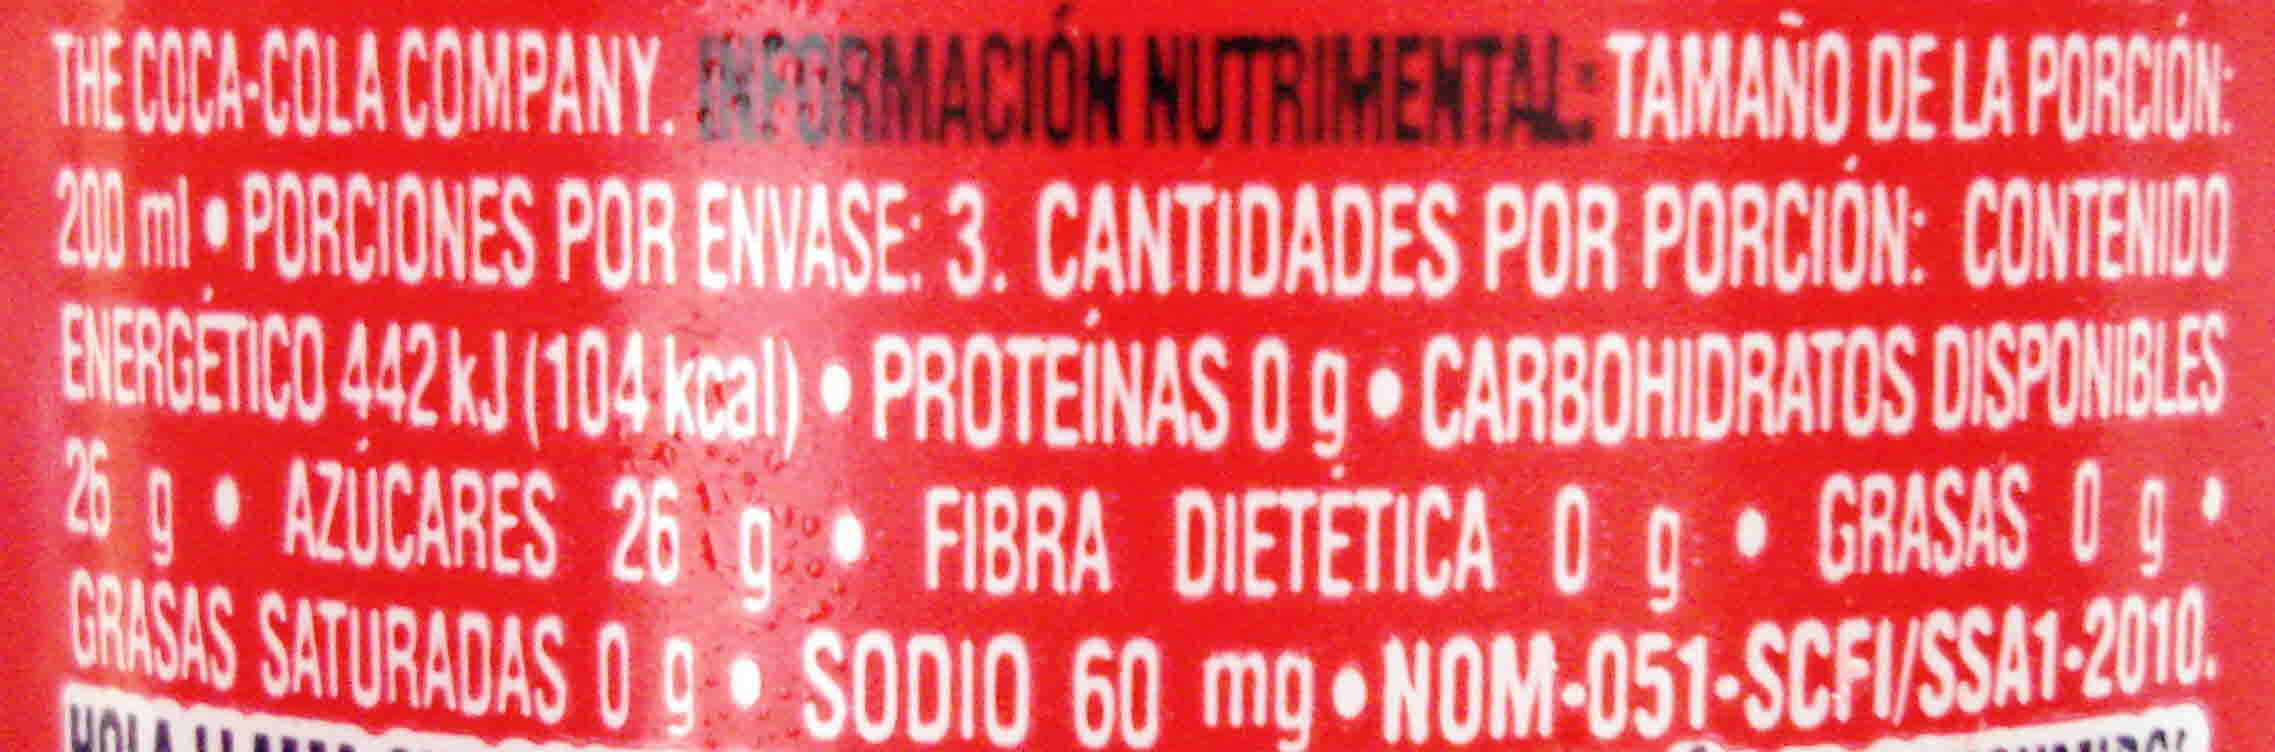 THE COCA-COLA COMPANY. INFORMACIÓN NUTRIMENTAL: TAMAÑO DE LA PORCIÓN:
200 ml • PORCIONES POR ENVASE: 3. CANTIDADES POR PORCIÓN: CONTENIDO
ENERGÉTICO 442 kJ (104 kcal) • PROTEÍNAS 0 g • CARBOHIDRATOS DISPONIBLES
26 g • AZÚCARES 26 g • FIBRA DIETÉTICA 0 g • GRASAS 0 g •
GRASAS SATURADAS 0 g • SODIO 60 mg • NOM-051-SCFI/SSA1-2010.